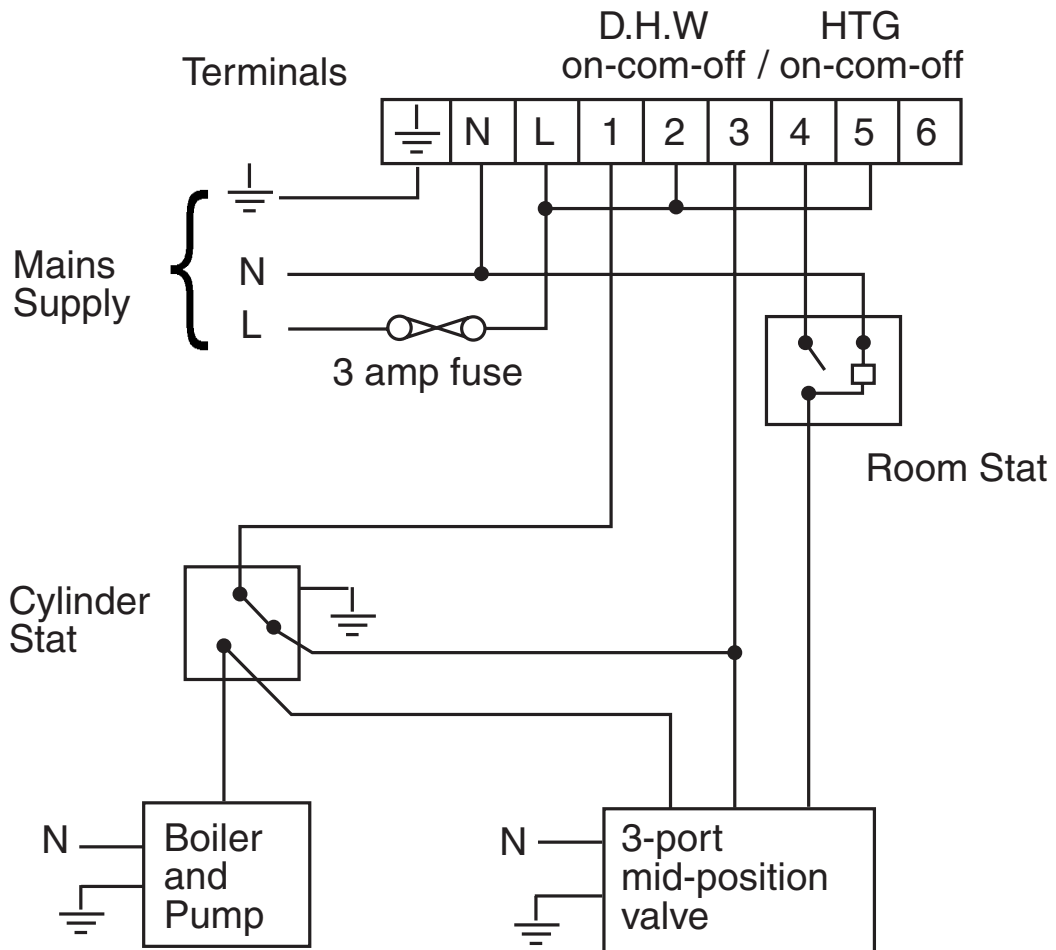 D.H.W HTG
on-com-off / on-com-off
Terminals
N L 1 2 3 4 5 6
Mains
Supply
N
L
3 amp fuse
Room Stat
Cylinder
Stat
N
Boiler
and
Pump
N
3-port
mid-position
valve